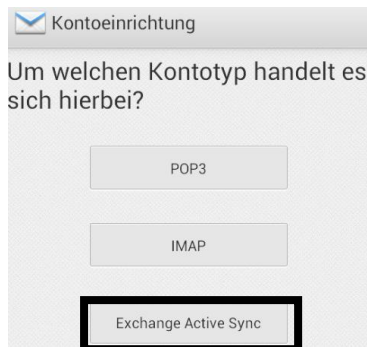 Kontoeinrichtung
Um welchen Kontotyp handelt es
sich hierbei?
POP3
IMAP
Exchange Active Sync